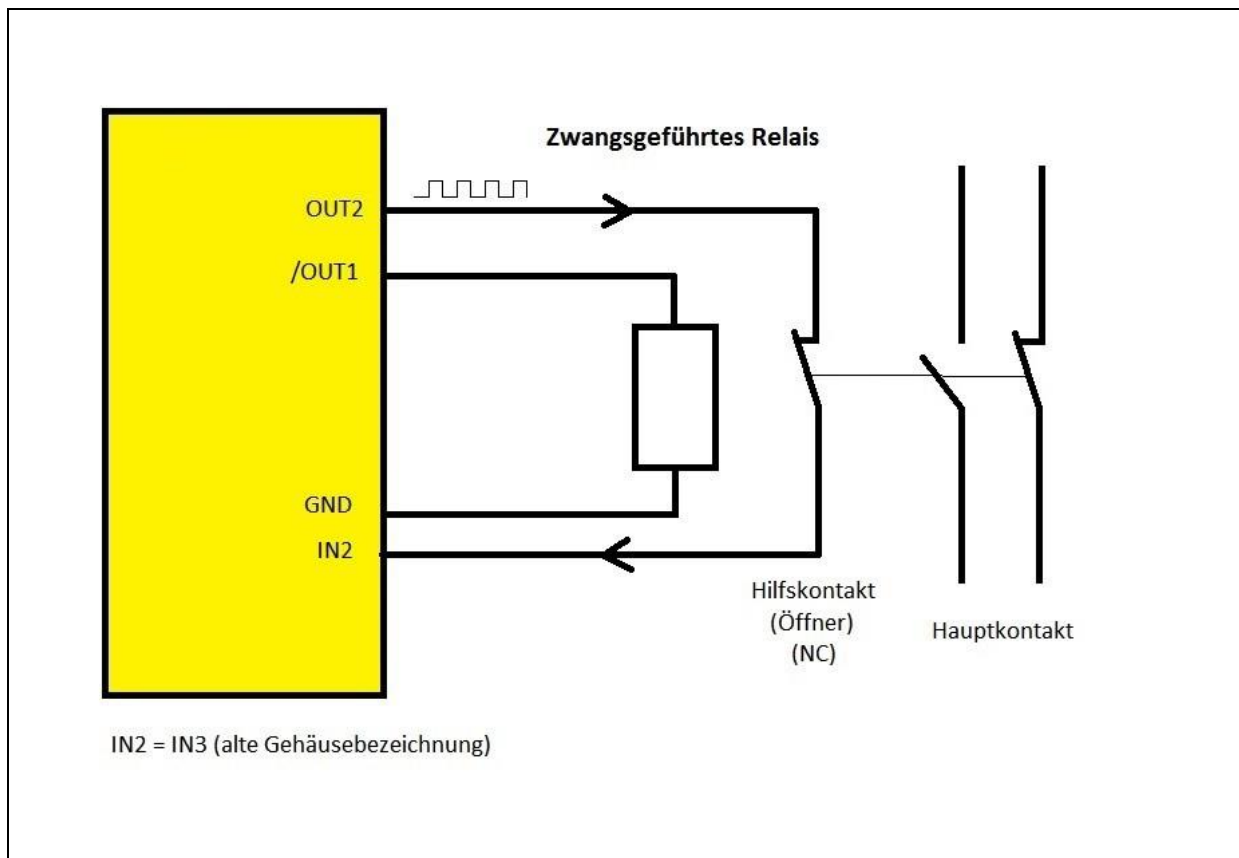 Zwangsgeführtes Relais
OUT2
/OUT1
GND
IN2
Hilfskontakt
(Öffner)
(NC)
Hauptkontakt
IN2 = IN3 (alte Gehäusebezeichnung)